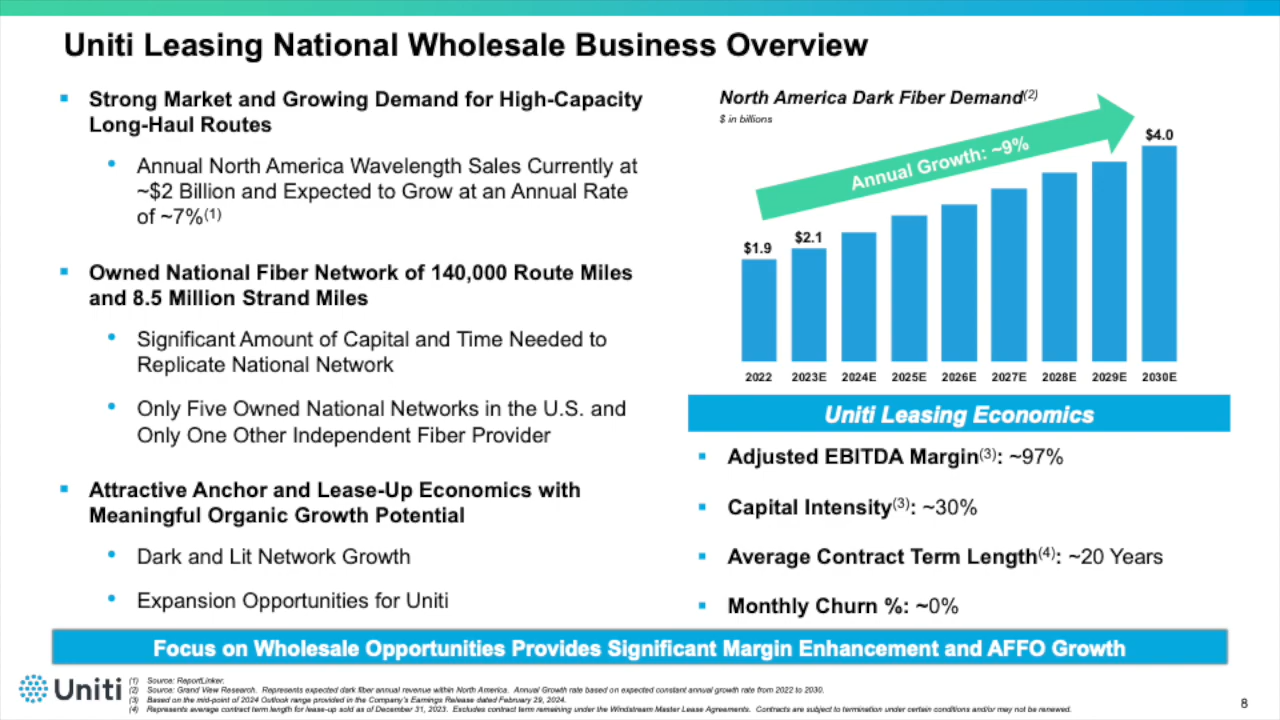 Uniti Leasing National Wholesale Business Overview
Strong Market and Growing Demand for High-Capacity
Long-Haul Routes
Annual North America Wavelength Sales Currently at
~$2 Billion and Expected to Grow at an Annual Rate
of ~7%(1)
Owned National Fiber Network of 140,000 Route Miles
and 8.5 Million Strand Miles
Significant Amount of Capital and Time Needed to
Replicate National Network
Only Five Owned National Networks in the U.S. and
Only One Other Independent Fiber Provider
Attractive Anchor and Lease-Up Economics with
Meaningful Organic Growth Potential
Dark and Lit Network Growth
Expansion Opportunities for Uniti
North America Dark Fiber Demand(2)
$ in billions
Annual Growth: ~9%
$1.9
$2.1
$4.0
2022 2023E 2024E 2025E 2026E 2027E 2028E 2029E 2030E
Uniti Leasing Economics
Adjusted EBITDA Margin(3): ~97%
Capital Intensity(3): ~30%
Average Contract Term Length(4): ~20 Years
Monthly Churn %: ~0%
Focus on Wholesale Opportunities Provides Significant Margin Enhancement and AFFO Growth
Uniti
(1) Source: ReportLinker.
(2) Source: Grand View Research. Represents expected dark fiber annual revenue within North America. Annual Growth rate based on expected constant annual growth rate from 2022 to 2030.
(3) Based on the mid-point of 2024 Outlook range provided in the Company's Earnings Release dated February 29, 2024.
(4) Represents average contract term length for lease-up sold as of December 31, 2023. Excludes contract term remaining under the Windstream Master Lease Agreements. Contracts are subject to termination under certain conditions and/or may not be renewed.
8